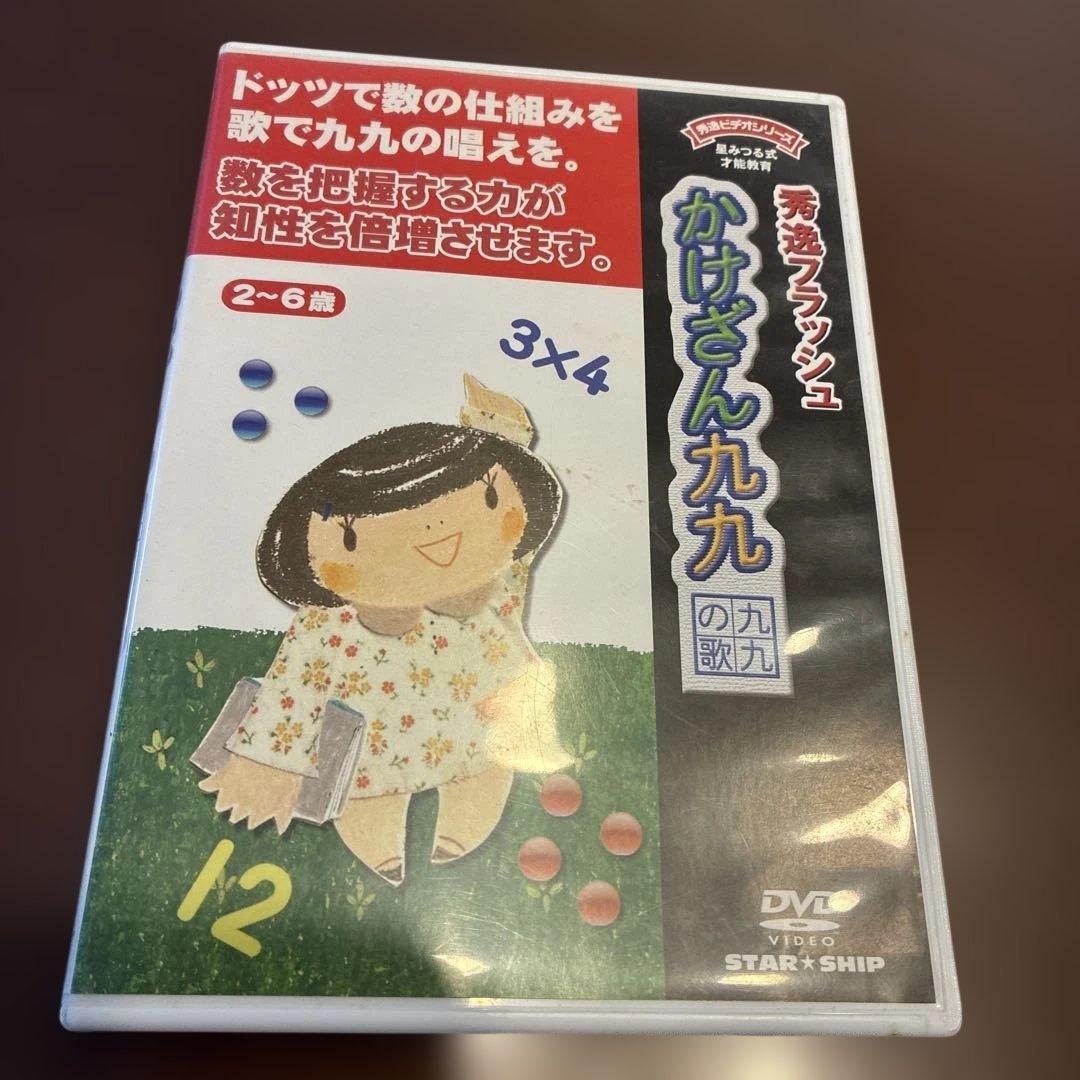 ドッツで数の仕組みを
歌で九九の唱えを。
数を把握する力が
知性を倍増させます。
2〜6歳
3×4
12
秀逸ビデオシリーズ
星みつる式
才能教育
秀逸フラッシュ
かけざん九九
九九の歌
DVD
VIDEO
STAR★SHIP